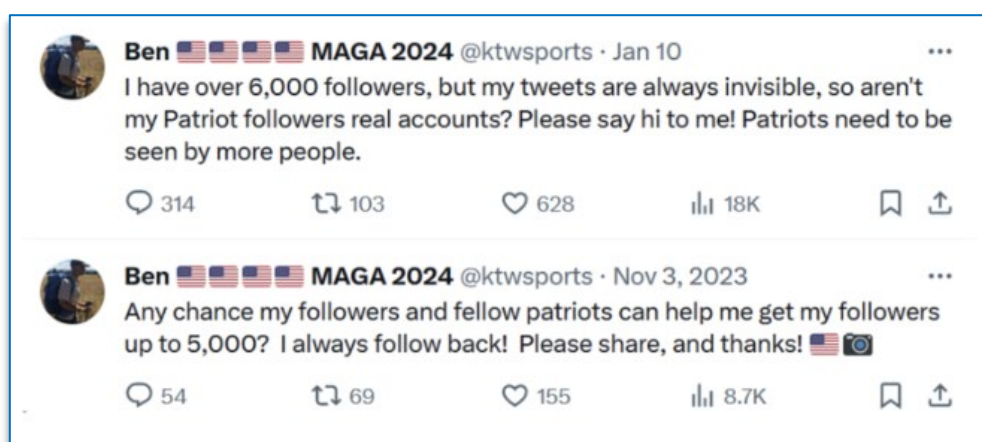 Ben 🇺🇸🇺🇸🇺🇸🇺🇸 MAGA 2024 @ktwsports · Jan 10
I have over 6,000 followers, but my tweets are always invisible, so aren't
my Patriot followers real accounts? Please say hi to me! Patriots need to be
seen by more people.
314 103 628 18K
Ben 🇺🇸🇺🇸🇺🇸🇺🇸 MAGA 2024 @ktwsports · Nov 3, 2023
Any chance my followers and fellow patriots can help me get my followers
up to 5,000? I always follow back! Please share, and thanks! 🇺🇸📷
54 69 155 8.7K